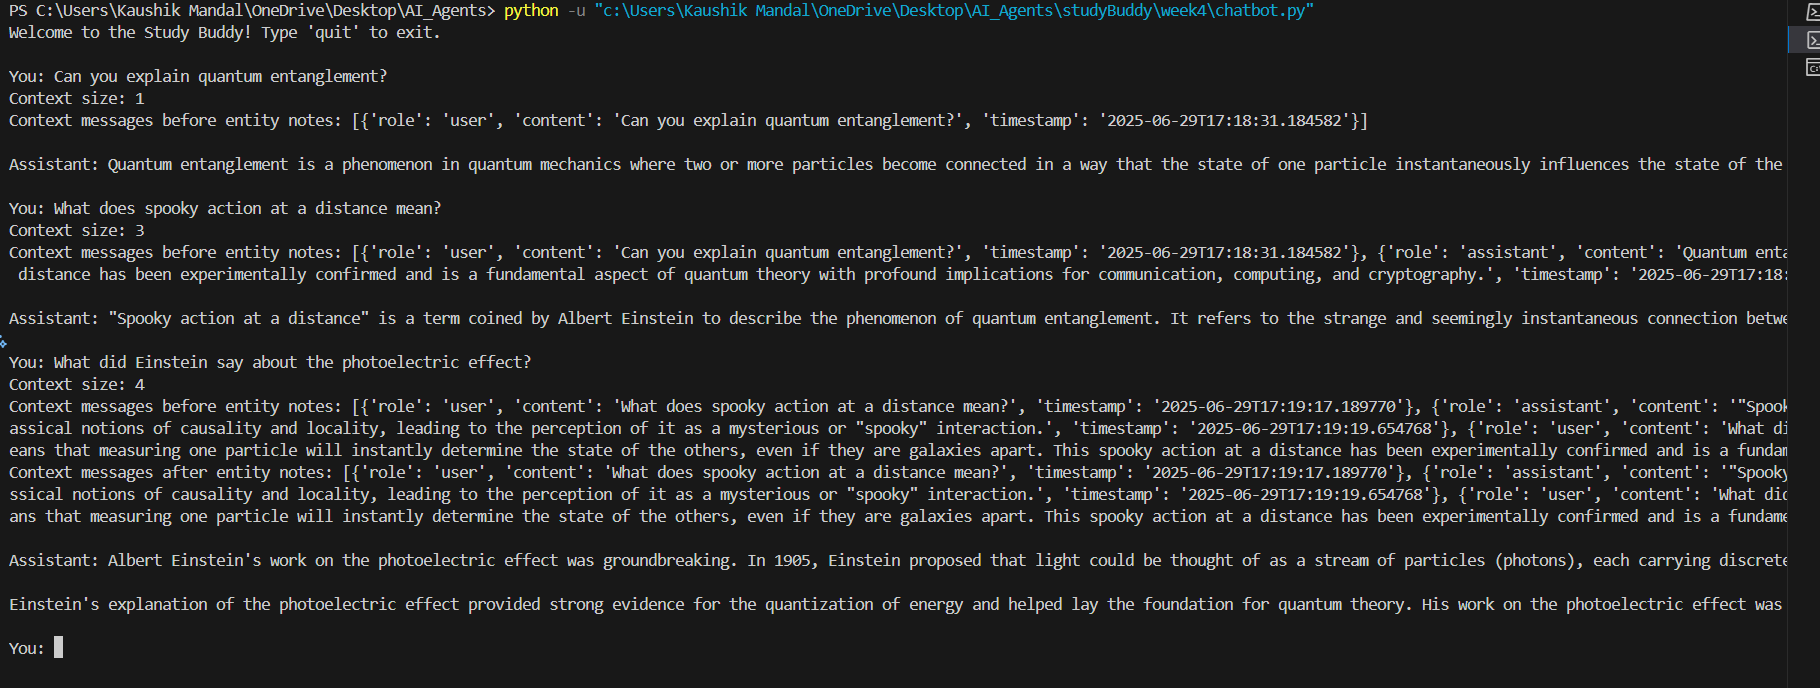 PS C:\Users\Kaushik Mandal\OneDrive\Desktop\AI_Agents> python -u "c:\Users\Kaushik Mandal\OneDrive\Desktop\AI_Agents\studyBuddy\week4\chatbot.py"
Welcome to the Study Buddy! Type 'quit' to exit.
You: Can you explain quantum entanglement?
Context size: 1
Context messages before entity notes: [{'role': 'user', 'content': 'Can you explain quantum entanglement?', 'timestamp': '2025-06-29T17:18:31.184582'}]
Assistant: Quantum entanglement is a phenomenon in quantum mechanics where two or more particles become connected in a way that the state of one particle instantaneously influences the state of the
You: What does spooky action at a distance mean?
Context size: 3
Context messages before entity notes: [{'role': 'user', 'content': 'Can you explain quantum entanglement?', 'timestamp': '2025-06-29T17:18:31.184582'}, {'role': 'assistant', 'content': 'Quantum enta
distance has been experimentally confirmed and is a fundamental aspect of quantum theory with profound implications for communication, computing, and cryptography.', 'timestamp': '2025-06-29T17:18:
Assistant: "Spooky action at a distance" is a term coined by Albert Einstein to describe the phenomenon of quantum entanglement. It refers to the strange and seemingly instantaneous connection betwe
You: What did Einstein say about the photoelectric effect?
Context size: 4
Context messages before entity notes: [{'role': 'user', 'content': 'What does spooky action at a distance mean?', 'timestamp': '2025-06-29T17:19:17.189770'}, {'role': 'assistant', 'content': '"Spook
assical notions of causality and locality, leading to the perception of it as a mysterious or "spooky" interaction.', 'timestamp': '2025-06-29T17:19:19.654768'}, {'role': 'user', 'content': 'What di
eans that measuring one particle will instantly determine the state of the others, even if they are galaxies apart. This spooky action at a distance has been experimentally confirmed and is a fundam
Context messages after entity notes: [{'role': 'user', 'content': 'What does spooky action at a distance mean?', 'timestamp': '2025-06-29T17:19:17.189770'}, {'role': 'assistant', 'content': '"Spooky
ssical notions of causality and locality, leading to the perception of it as a mysterious or "spooky" interaction.', 'timestamp': '2025-06-29T17:19:19.654768'}, {'role': 'user', 'content': 'What did
ans that measuring one particle will instantly determine the state of the others, even if they are galaxies apart. This spooky action at a distance has been experimentally confirmed and is a fundame
Assistant: Albert Einstein's work on the photoelectric effect was groundbreaking. In 1905, Einstein proposed that light could be thought of as a stream of particles (photons), each carrying discrete
Einstein's explanation of the photoelectric effect provided strong evidence for the quantization of energy and helped lay the foundation for quantum theory. His work on the photoelectric effect was
You: